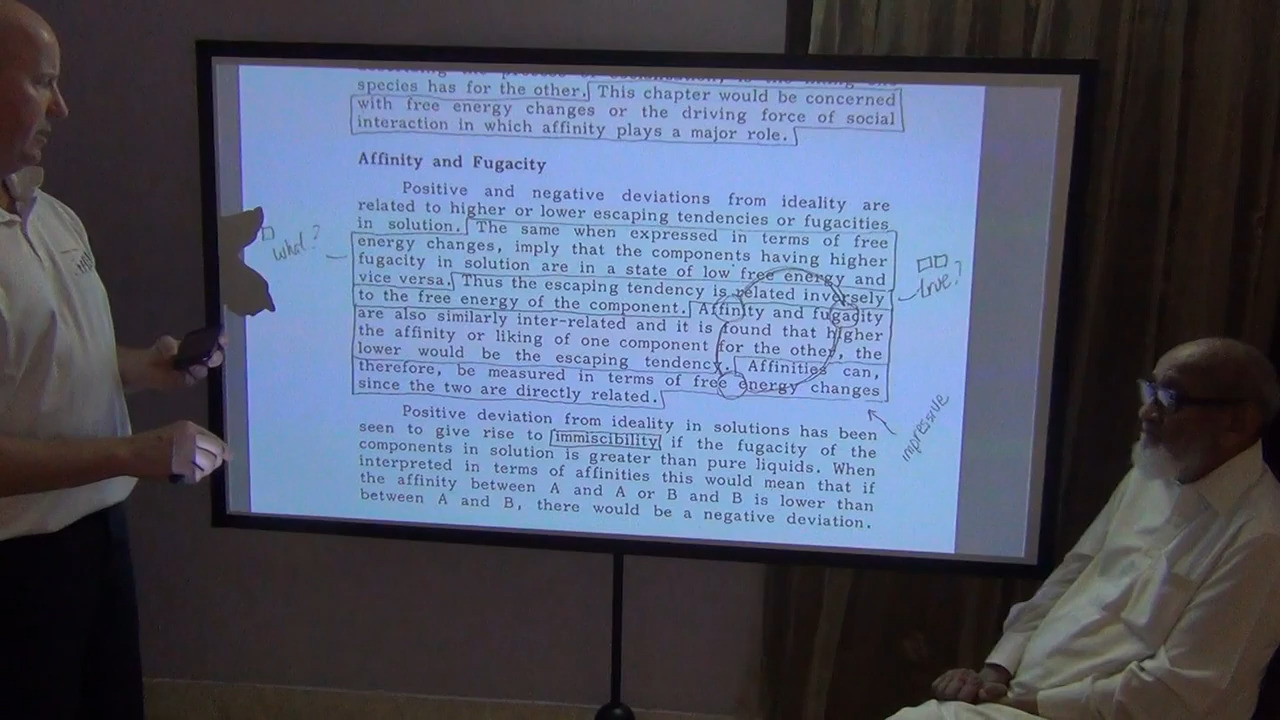 species has for the other. This chapter would be concerned
with free energy changes or the driving force of social
interaction in which affinity plays a major role.
Affinity and Fugacity
Positive and negative deviations from ideality are
related to higher or lower escaping tendencies or fugacities
in solution. The same when expressed in terms of free
energy changes, imply that the components having higher
fugacity in solution are in a state of low free energy and
vice versa. Thus the escaping tendency is related inversely
to the free energy of the component. Affinity and fugacity
are also similarly inter-related and it is found that higher
the affinity or liking of one component for the other, the
lower would be the escaping tendency. Affinities can,
therefore, be measured in terms of free energy changes
since the two are directly related.
Positive deviation from ideality in solutions has been
seen to give rise to immiscibility if the fugacity of the
components in solution is greater than pure liquids. When
interpreted in terms of affinities this would mean that if
the affinity between A and A or B and B is lower than
between A and B, there would be a negative deviation.
what?
true?
impressive